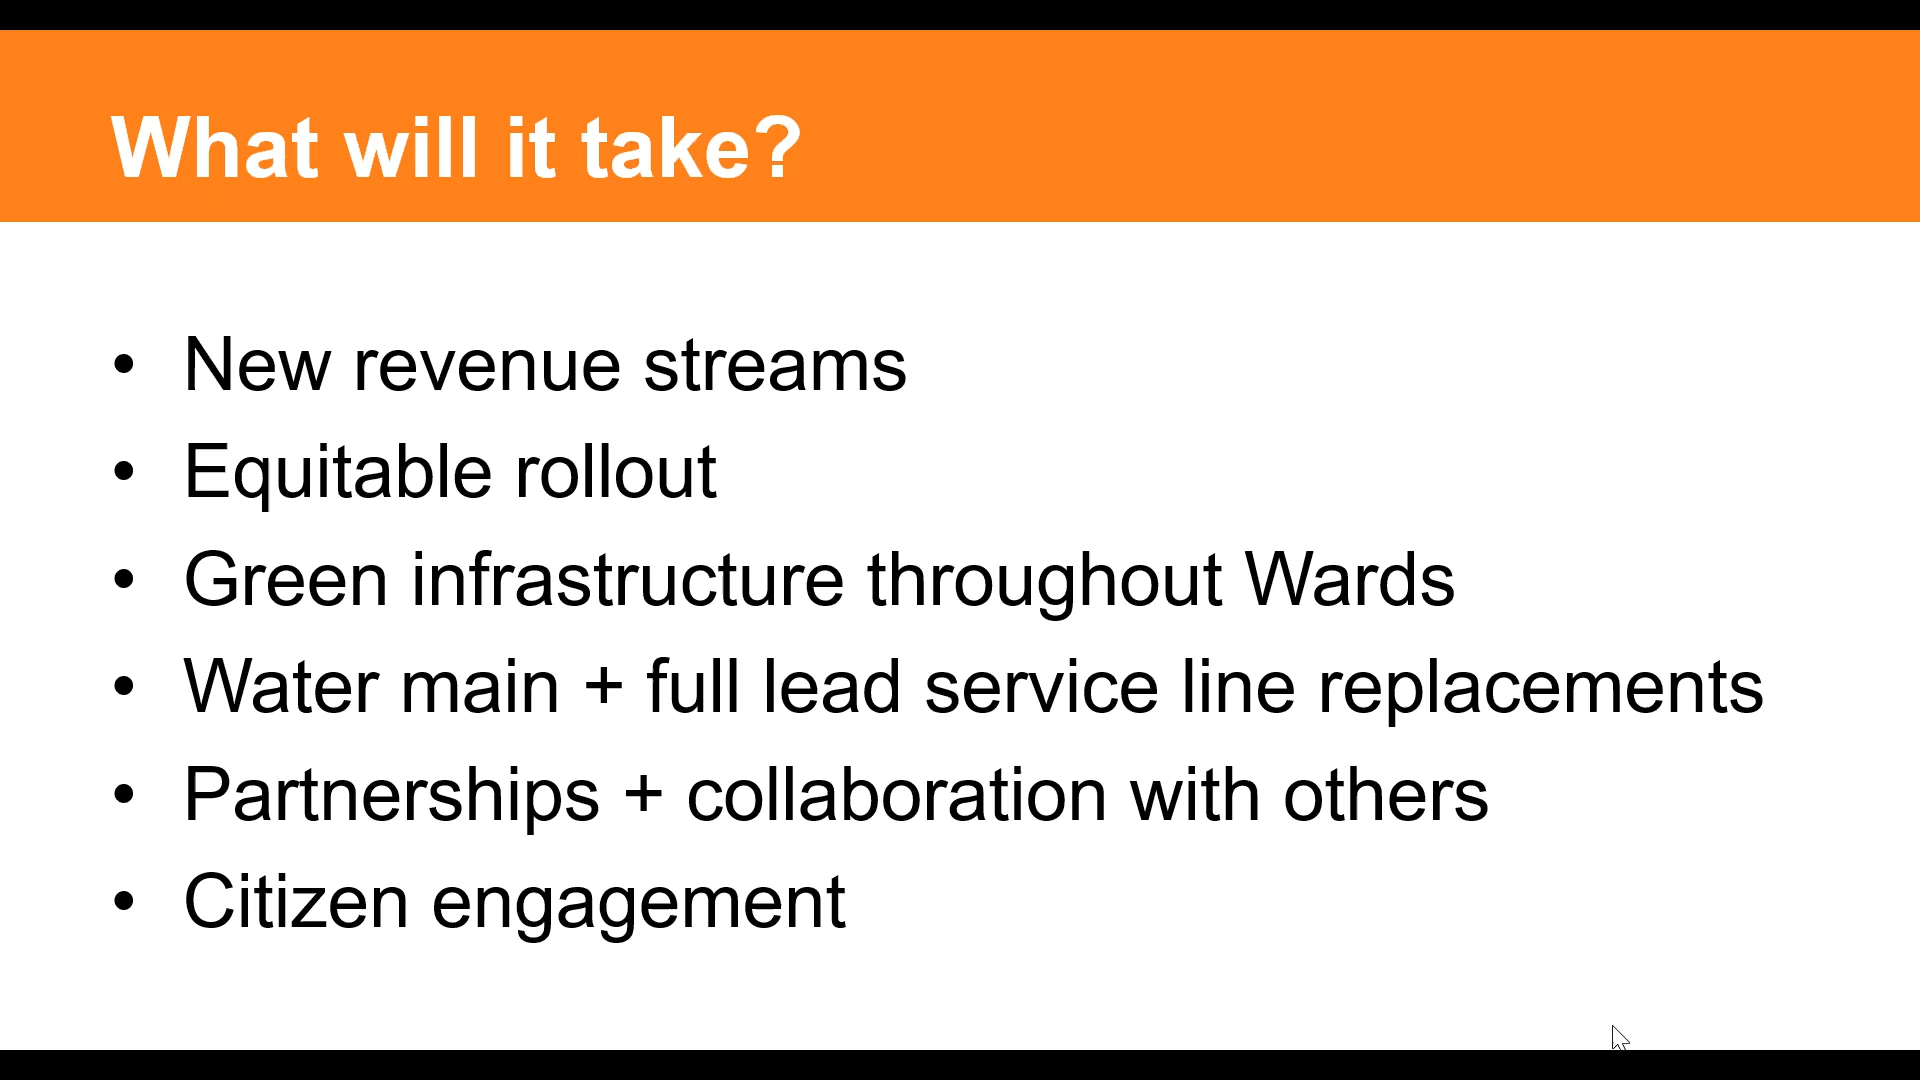 What will it take?
• New revenue streams
• Equitable rollout
• Green infrastructure throughout Wards
• Water main + full lead service line replacements
• Partnerships + collaboration with others
• Citizen engagement